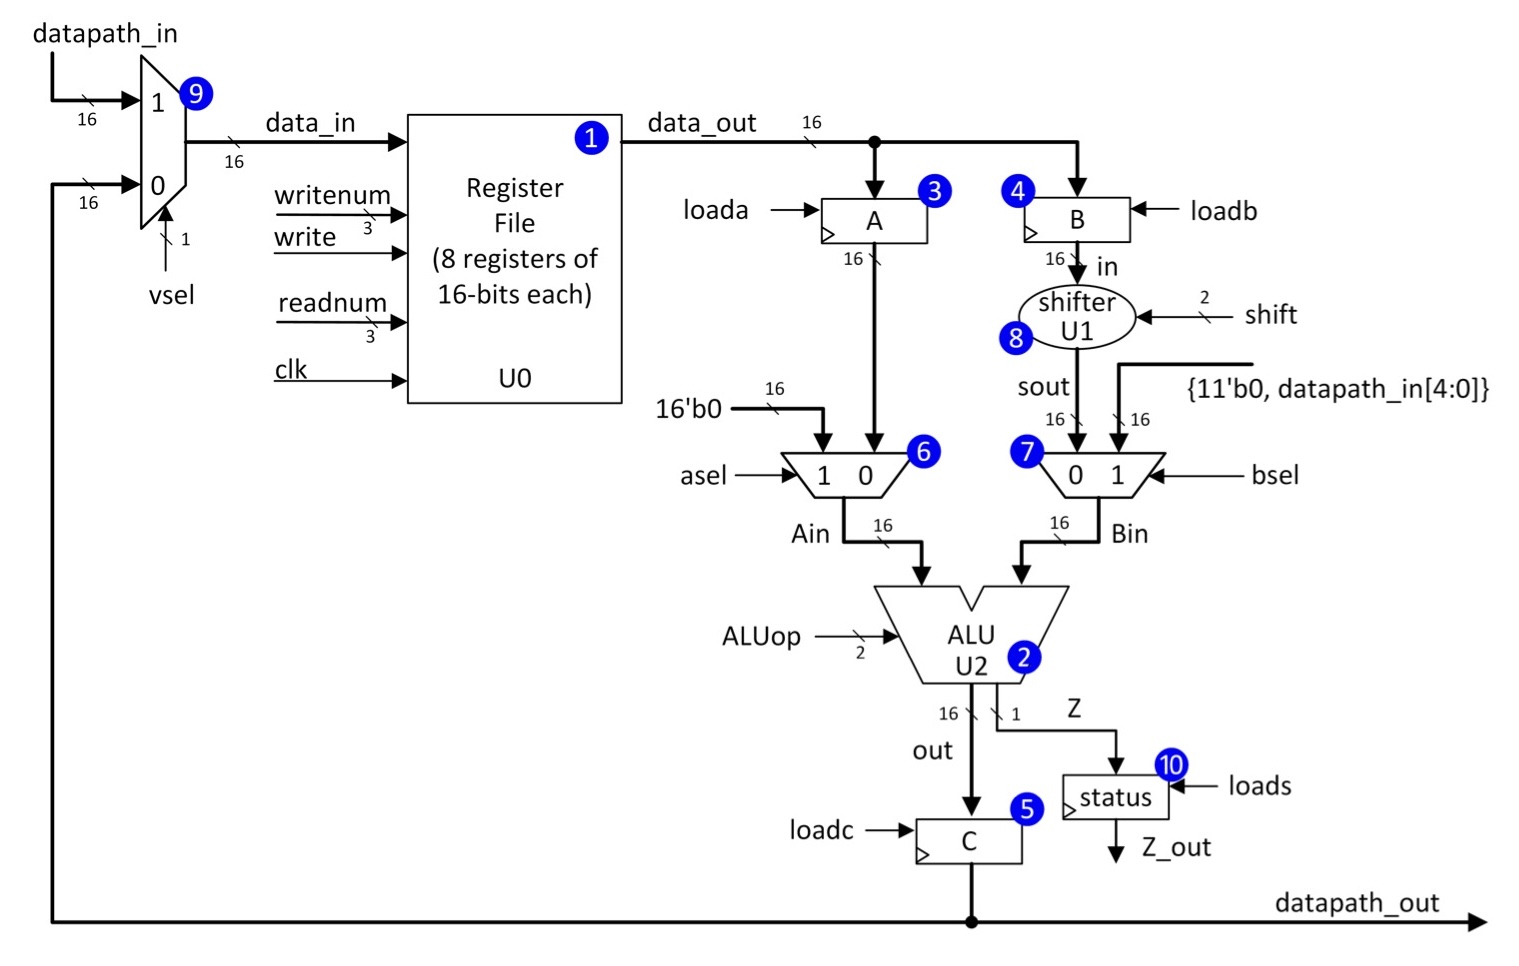 datapath_in
1
9
16
data_in
16
0
16
1
vsel
1
Register
File
(8 registers of
16-bits each)
U0
writenum
3
write
readnum
3
clk
data_out
16
3
loada
A
16
4
B
loadb
16
in
shifter
U1
8
2
shift
sout
{11'b0, datapath_in[4:0]}
16
16
16'b0
16
6
asel
1 0
7
0 1
bsel
Ain
16
16
Bin
ALUop
2
ALU
U2
2
16
1
Z
out
10
status
loads
Z_out
5
loadc
C
datapath_out